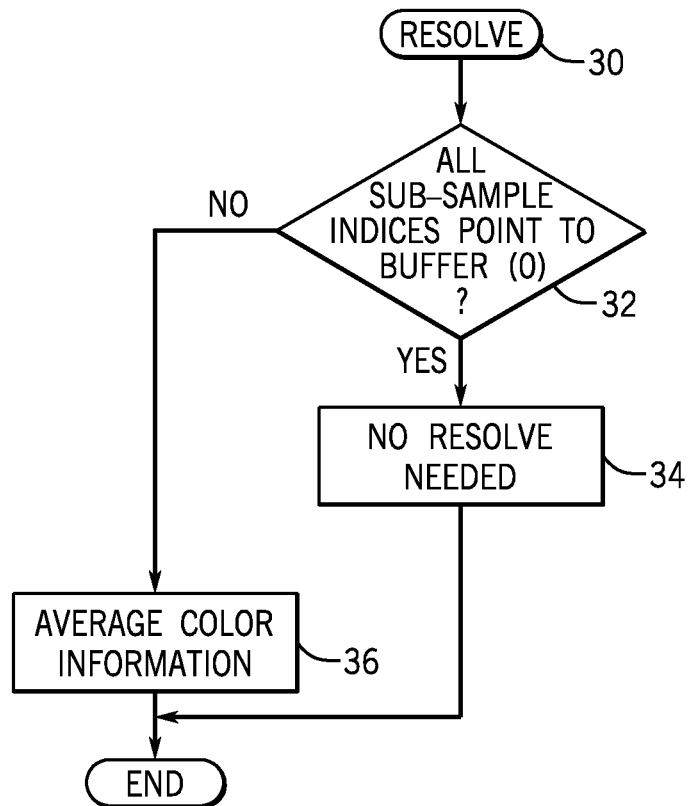 RESOLVE
30
ALL
SUB–SAMPLE
INDICES POINT TO
BUFFER (0)
?
32
NO
YES
NO RESOLVE
NEEDED
34
AVERAGE COLOR
INFORMATION
36
END